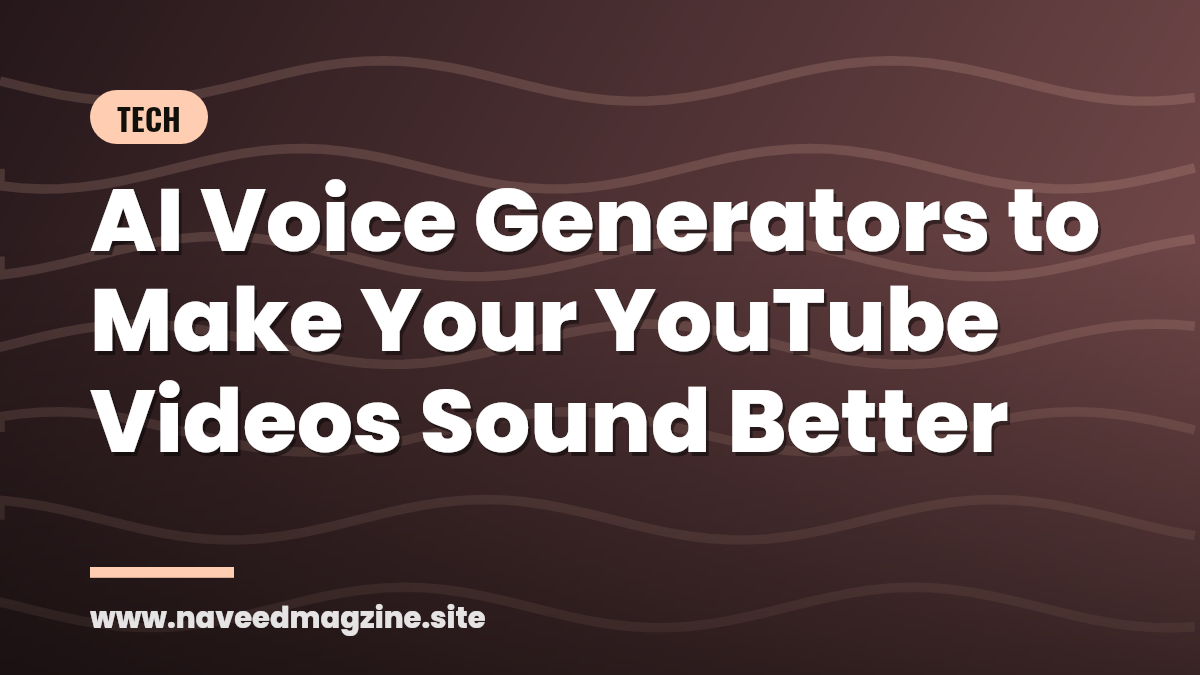 TECH
AI Voice Generators to
Make Your YouTube
Videos Sound Better
www.naveedmagzine.site